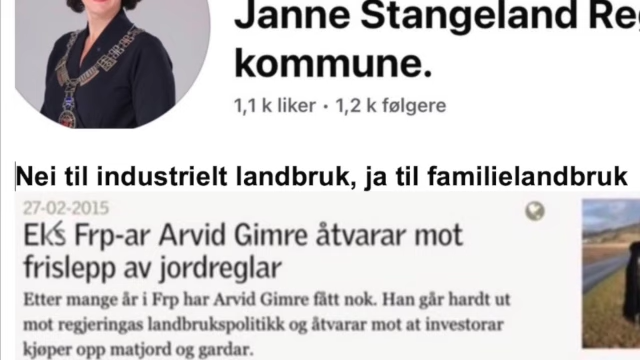 Janne Stangeland
kommune.
1,1 k liker · 1,2 k følgere
Nei til industrielt landbruk, ja til familielandbruk
27-02-2015
Eks Frp-ar Arvid Gimre åtvarar mot
frislepp av jordreglar
Etter mange år i Frp har Arvid Gimre fått nok. Han går hardt ut
mot regjeringas landbrukspolitikk og åtvarar mot at investorar
kjøper opp matjord og gardar.